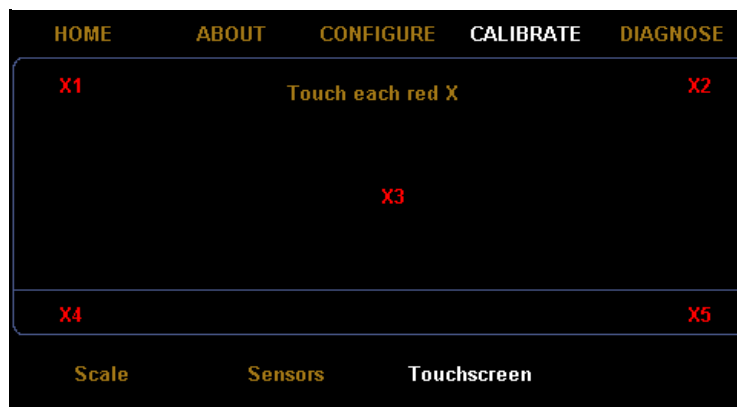 HOME ABOUT CONFIGURE CALIBRATE DIAGNOSE
X1 Touch each red X X2
X3
X4 X5
Scale Sensors Touchscreen